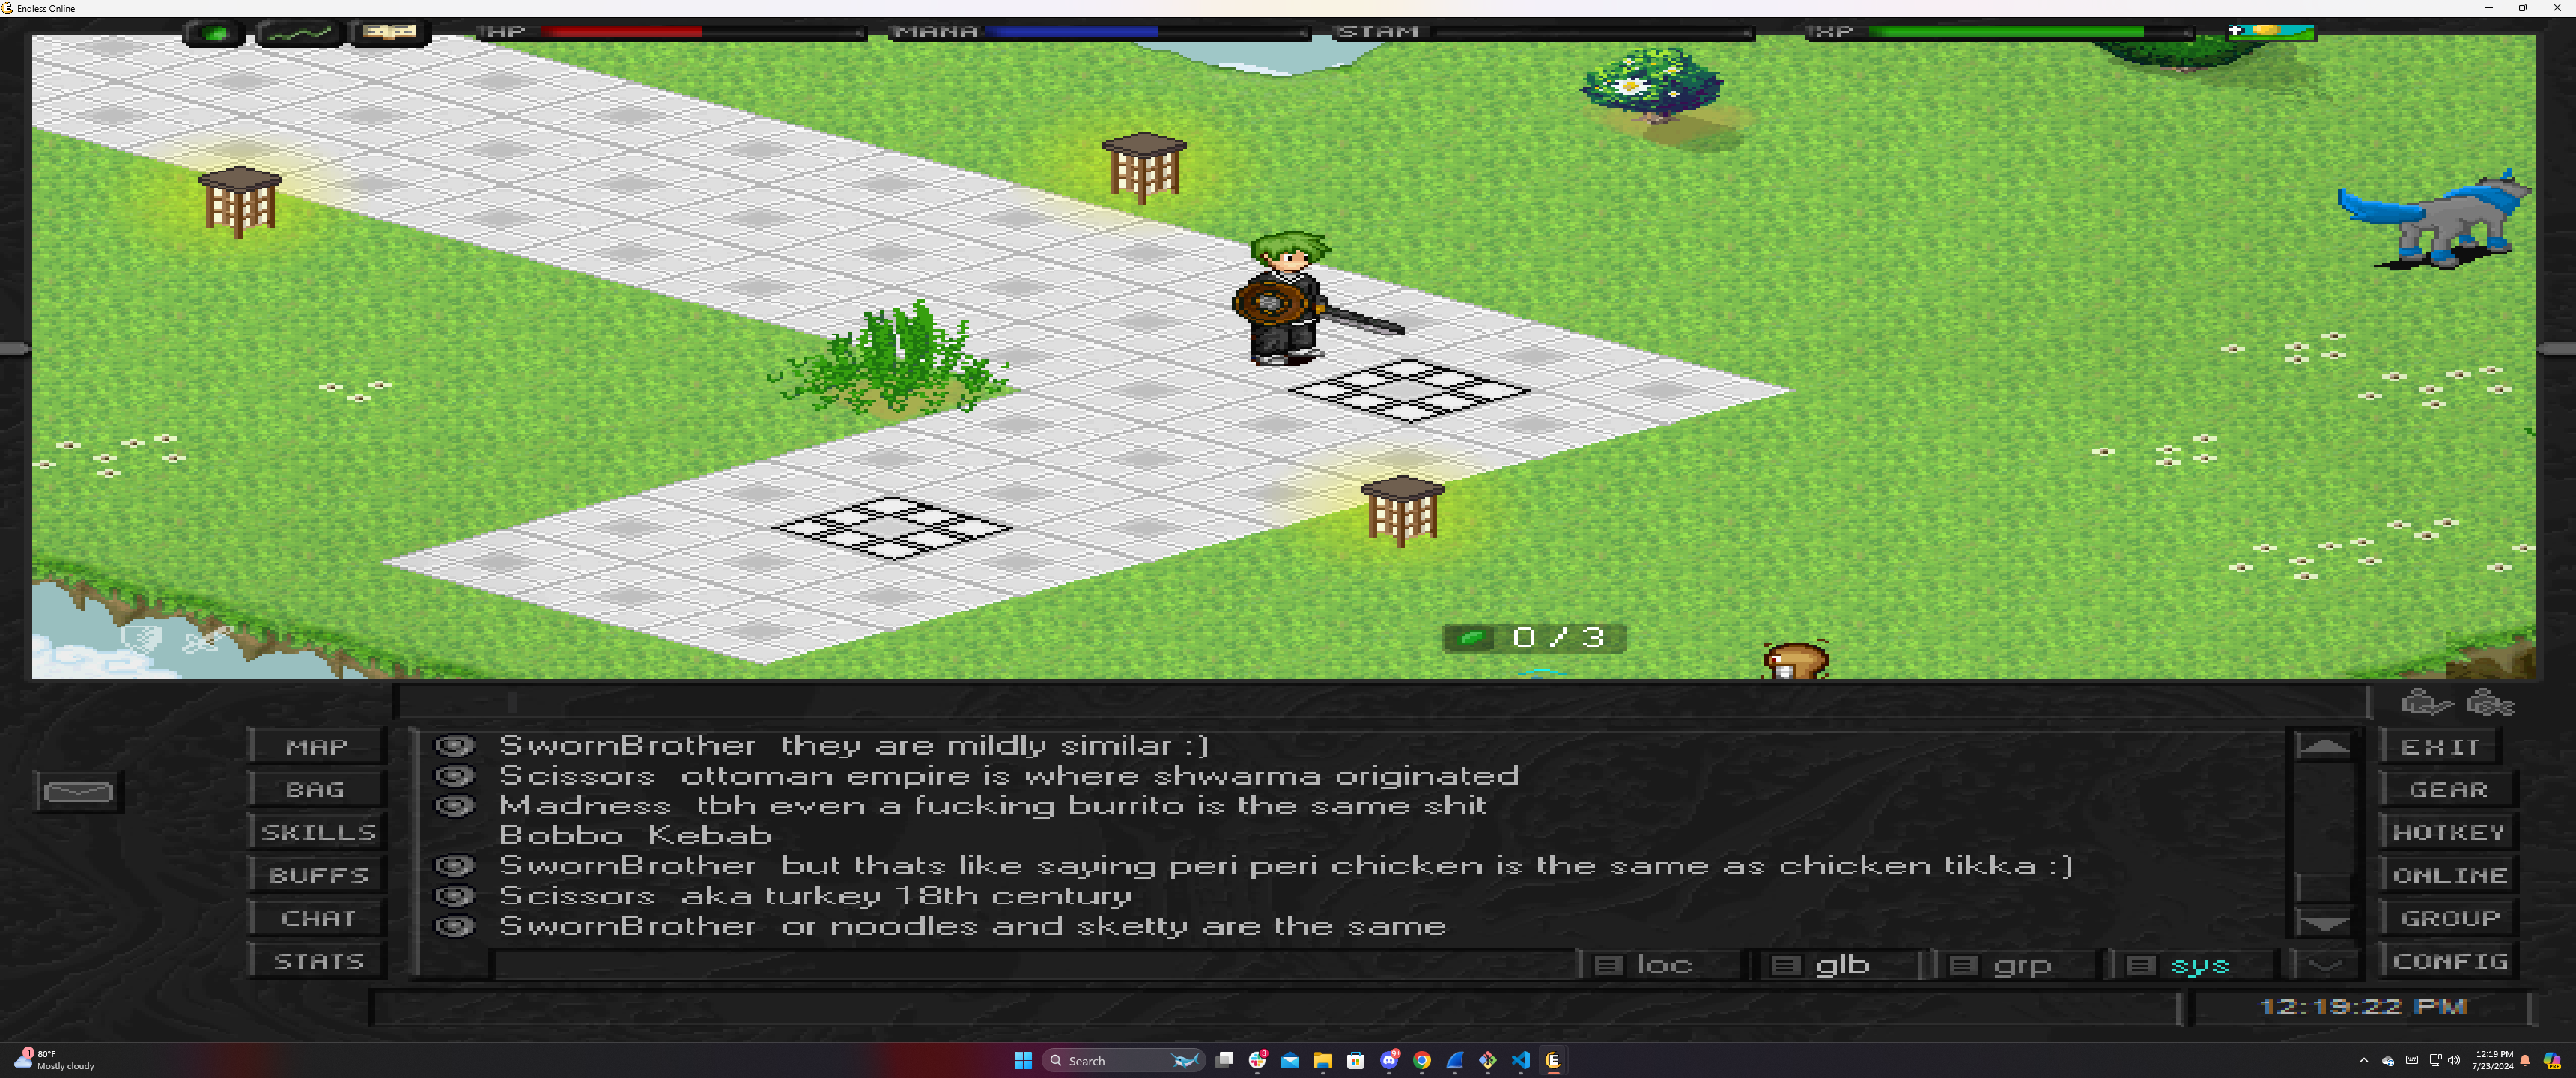 Endless Online
HP
MANA
STAM
XP
0 / 3
MAP
BAG
SKILLS
BUFFS
CHAT
STATS
SwornBrother they are mildly similar :)
Scissors ottoman empire is where shwarma originated
Madness tbh even a fucking burrito is the same shit
Bobbo Kebab
SwornBrother but thats like saying peri peri chicken is the same as chicken tikka :)
Scissors aka turkey 18th century
SwornBrother or noodles and sketty are the same
loc
glb
grp
sys
EXIT
GEAR
HOTKEY
ONLINE
GROUP
CONFIG
12:19:22 PM
1
80°F
Mostly cloudy
Search
3
9+
12:19 PM
7/23/2024